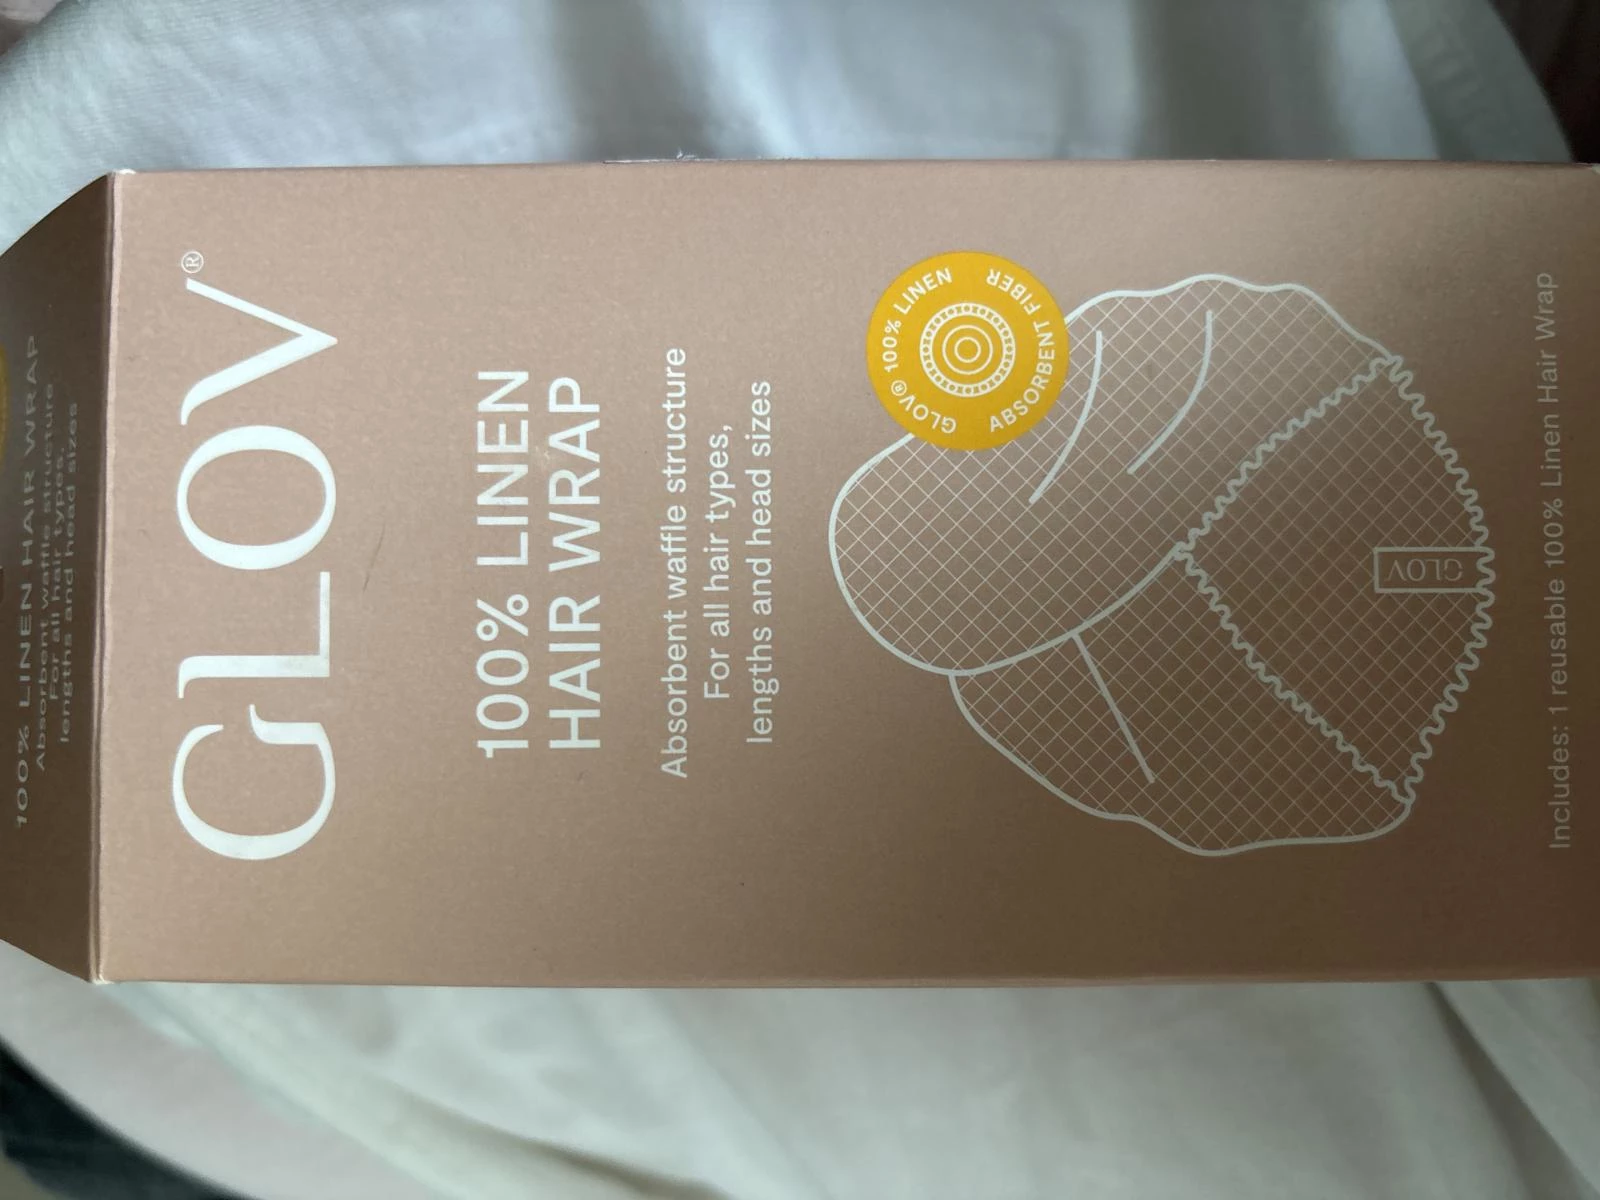 GLOV®
100% LINEN
HAIR WRAP
Absorbent waffle structure
For all hair types,
lengths and head sizes
GLOV® 100% LINEN
ABSORBENT FIBER
GLOV
Includes: 1 reusable 100% Linen Hair Wrap
100% LINEN HAIR WRAP
Absorbent waffle structure
For all hair types,
lengths and head sizes